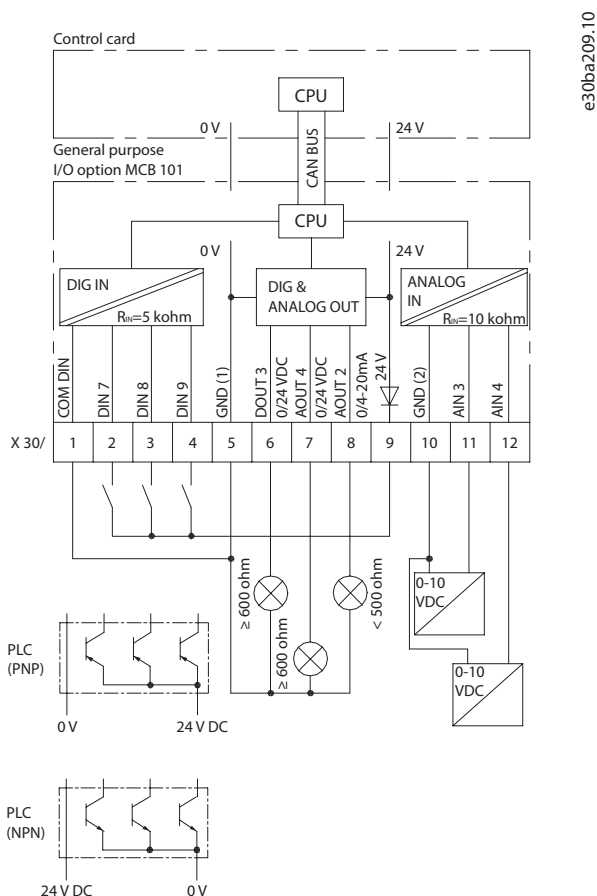 e30ba209.10
Control card
CPU
0 V
24 V
General purpose
I/O option MCB 101
CAN BUS
CPU
0 V
24 V
DIG IN
RIN=5 kohm
DIG &
ANALOG OUT
ANALOG
IN
RIN=10 kohm
COM DIN
DIN 7
DIN 8
DIN 9
GND (1)
DOUT 3
0/24 VDC
AOUT 4
0/24 VDC
AOUT 2
0/4-20mA
24 V
GND (2)
AIN 3
AIN 4
X 30/ 1 2 3 4 5 6 7 8 9 10 11 12
≥ 600 ohm
≥ 600 ohm
< 500 ohm
0-10
VDC
0-10
VDC
PLC
(PNP)
0 V
24 V DC
PLC
(NPN)
24 V DC
0 V